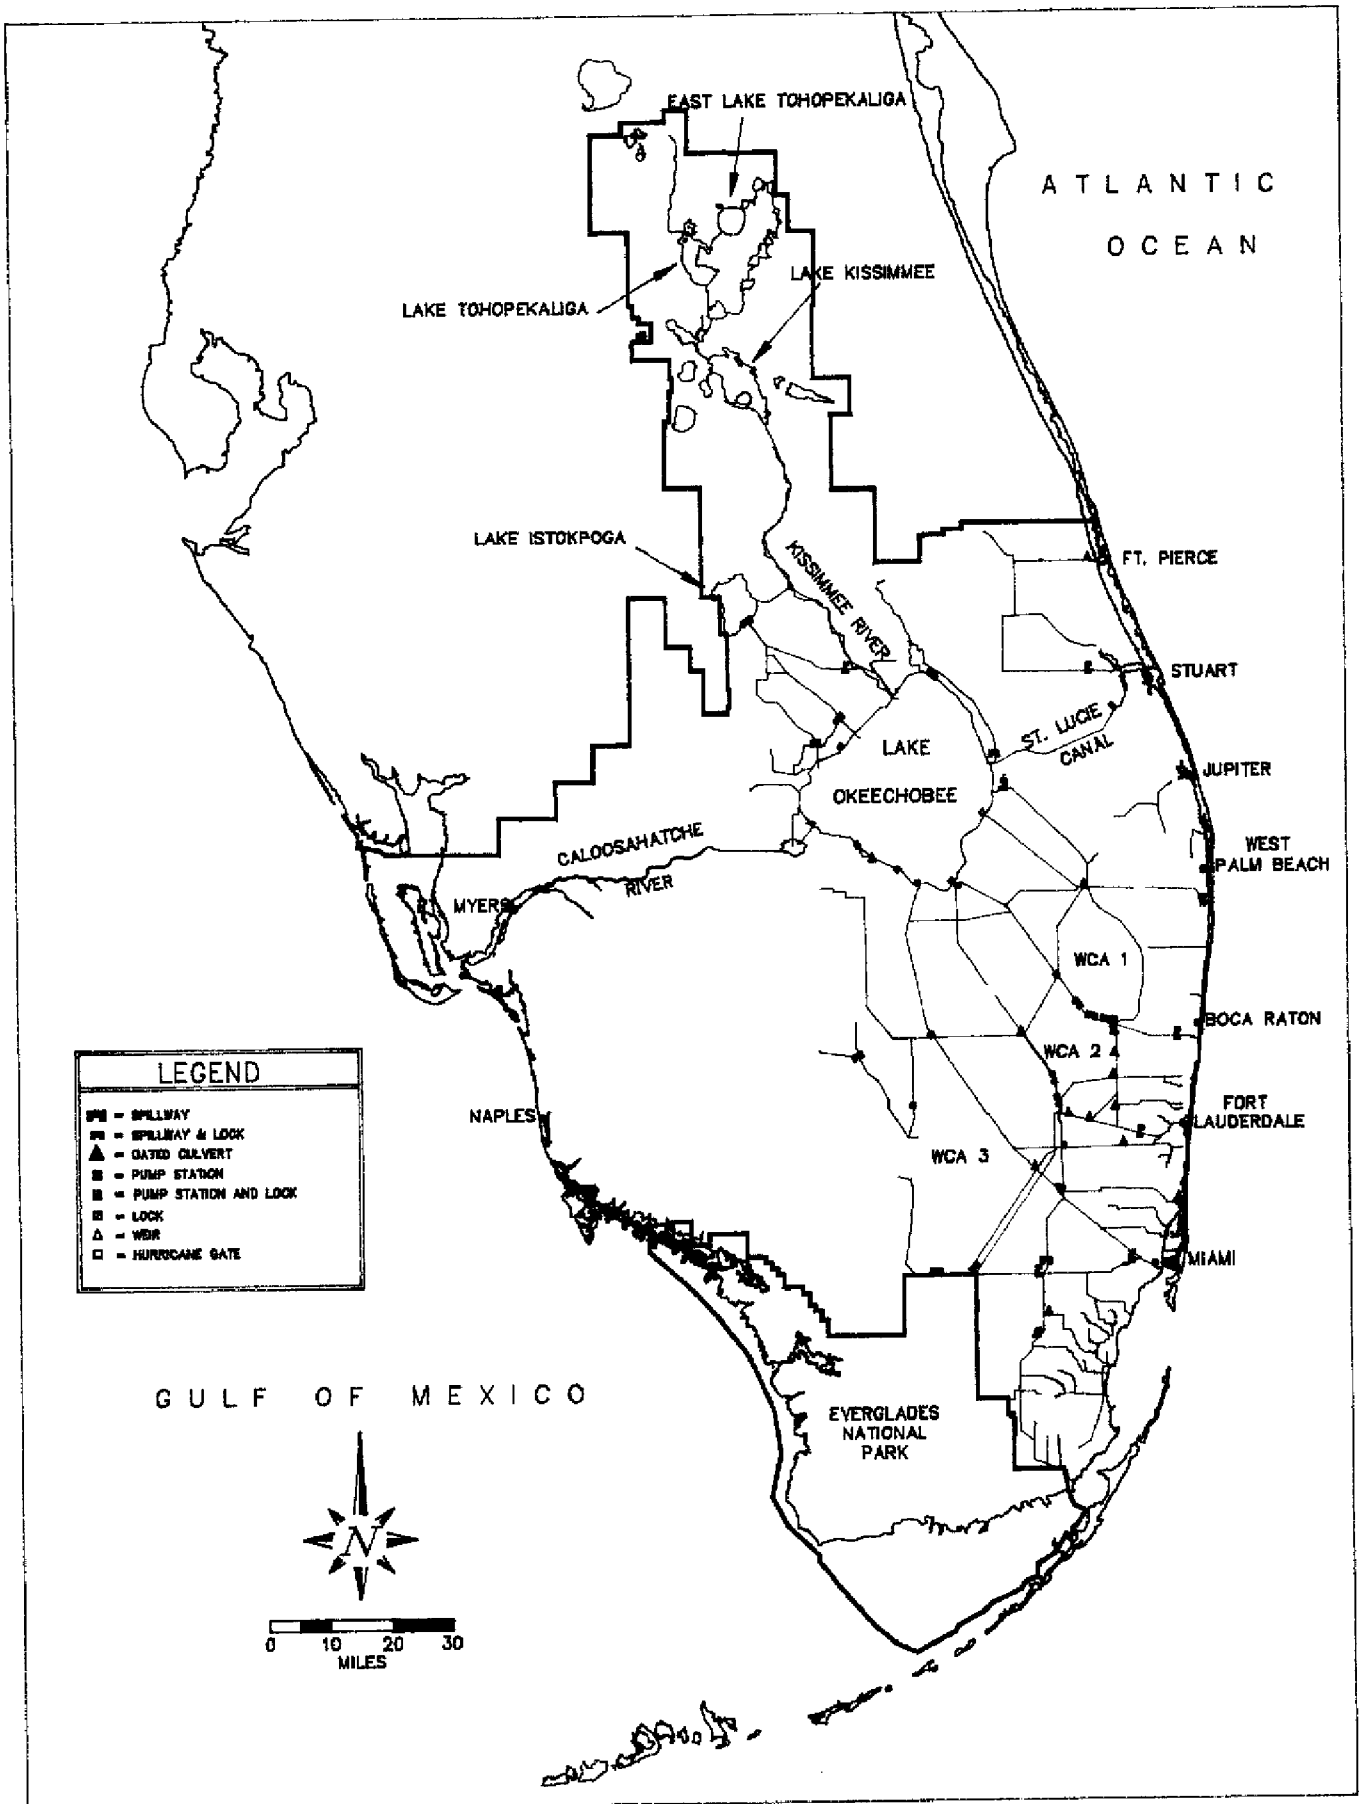 EAST LAKE TOHOPEKALIGA
ATLANTIC
OCEAN
LAKE KISSIMMEE
LAKE TOHOPEKALIGA
LAKE ISTOKPOGA
KISSIMMEE RIVER
FT. PIERCE
STUART
ST. LUCIE
CANAL
LAKE
OKEECHOBEE
JUPITER
CALOOSAHATCHE
RIVER
WEST
PALM BEACH
MYERS
WCA 1
BOCA RATON
WCA 2
LEGEND
= SPILLWAY
= SPILLWAY & LOCK
= GATED CULVERT
= PUMP STATION
= PUMP STATION AND LOCK
= LOCK
= WEIR
= HURRICANE GATE
NAPLES
FORT
LAUDERDALE
WCA 3
MIAMI
GULF OF MEXICO
EVERGLADES
NATIONAL
PARK
N
0 10 20 30
MILES